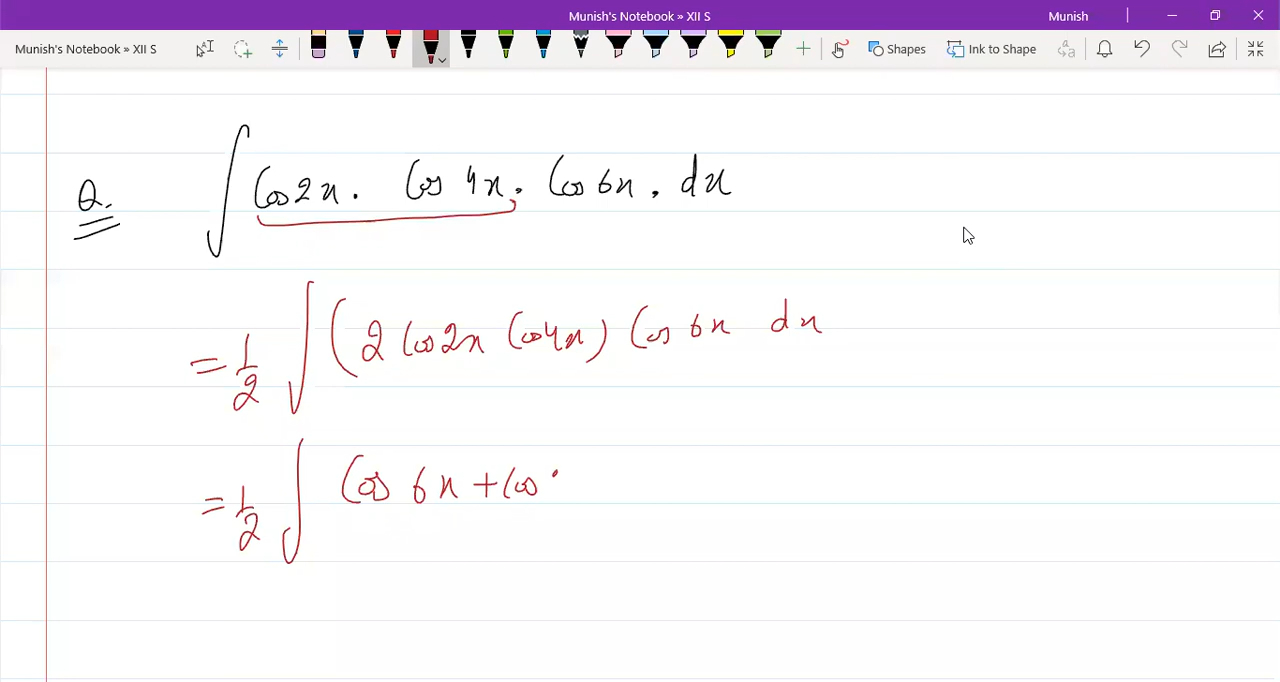 Munish's Notebook » XII S
Munish
Munish's Notebook » XII S
Shapes
Ink to Shape
Q. ∫ Cos2x . Cos 4x . Cos 6x . dx
= 1/2 ∫ (2 Cos2x Cos4x) Cos 6x dx
= 1/2 ∫ Cos 6x + Cos